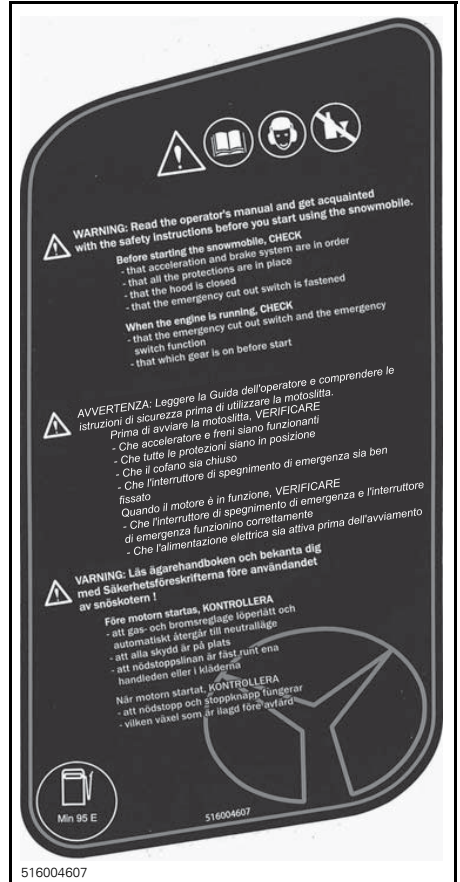 WARNING: Read the operator's manual and get acquainted
with the safety instructions before you start using the snowmobile.
Before starting the snowmobile, CHECK
- that acceleration and brake system are in order
- that all the protections are in place
- that the hood is closed
- that the emergency cut out switch is fastened
When the engine is running, CHECK
- that the emergency cut out switch and the emergency
switch function
- that which gear is on before start
AVVERTENZA: Leggere la Guida dell'operatore e comprendere le
istruzioni di sicurezza prima di utilizzare la motoslitta.
Prima di avviare la motoslitta, VERIFICARE
- Che acceleratore e freni siano funzionanti
- Che tutte le protezioni siano in posizione
- Che il cofano sia chiuso
- Che l'interruttore di spegnimento di emergenza sia ben
fissato
Quando il motore è in funzione, VERIFICARE
- Che l'interruttore di spegnimento di emergenza e l'interruttore
di emergenza funzionino correttamente
- Che l'alimentazione elettrica sia attiva prima dell'avviamento
VARNING: Läs ägarehandboken och bekanta dig
med Säkerhetsföreskrifterna före användandet
av snöskotern !
Före motorn startas, KONTROLLERA
- att gas- och bromsreglage löperlätt och
automatiskt återgår till neutralläge
- att alla skydd är på plats
- att nödstoppslinan är fäst runt ena
handleden eller i kläderna
När motorn startat, KONTROLLERA
- att nödstopp och stoppknapp fungerar
- vilken växel som är ilagd före avfärd
Min 95 E
516004607
516004607